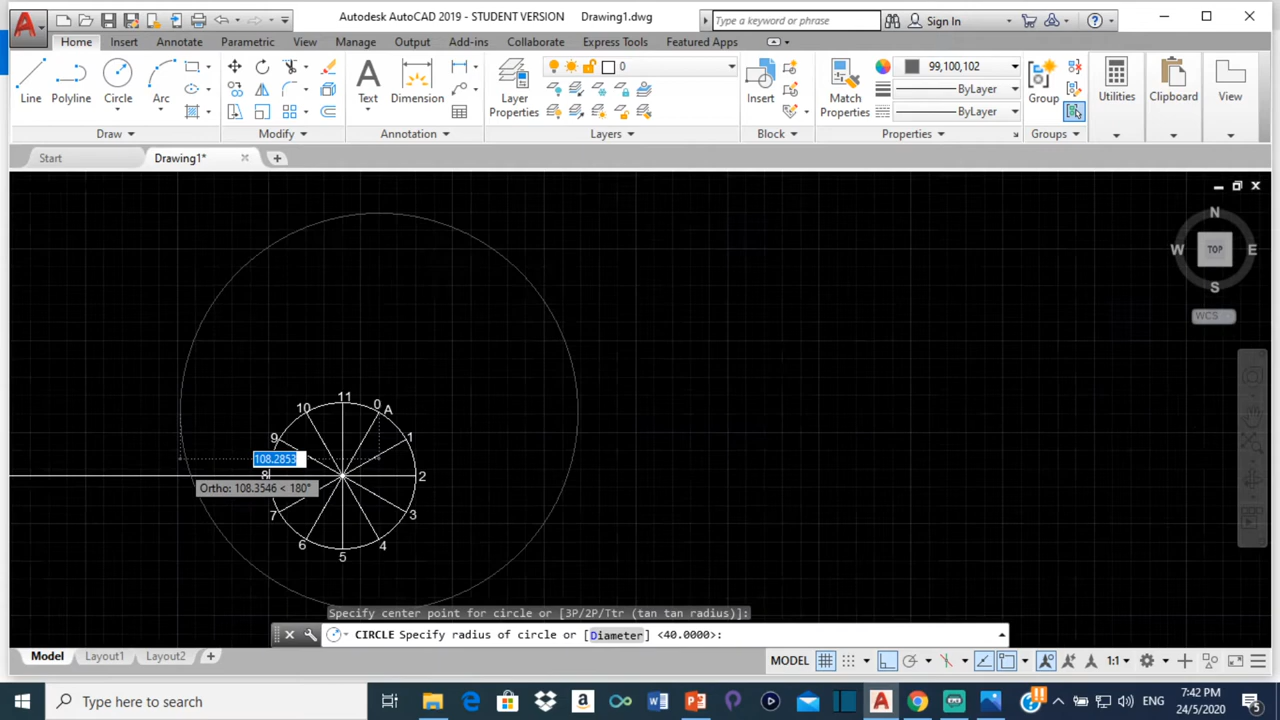 Autodesk AutoCAD 2019 - STUDENT VERSION Drawing1.dwg Type a keyword or phrase Sign In
Home Insert Annotate Parametric View Manage Output Add-ins Collaborate Express Tools Featured Apps
0 99,100,102
ByLayer
ByLayer
Line Polyline Circle Arc Text Dimension Layer Properties Insert Match Properties Group Utilities Clipboard View
Draw Modify Annotation Layers Block Properties Groups
Start Drawing1*
N
W TOP E
S
WCS
11
10 0 A
9 1
108.2853
8 2
Ortho: 108.3546 < 180°
7 3
6 4
5
Specify center point for circle or [3P/2P/Ttr (tan tan radius)]:
CIRCLE Specify radius of circle or [Diameter] <40.0000>:
Model Layout1 Layout2 MODEL 1:1
Type here to search ENG 7:42 PM
24/5/2020 5